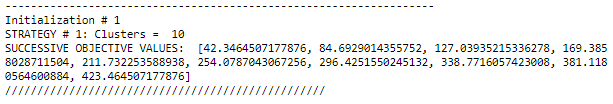 -------------------------------------------------------------------
Initialization # 1
STRATEGY # 1: Clusters =  10
SUCCESSIVE OBJECTIVE VALUES:  [42.3464507177876, 84.6929014355752, 127.03935215336278, 169.385
8028711504, 211.732253588938, 254.0787043067256, 296.4251550245132, 338.7716057423008, 381.118
0564600884, 423.464507177876]
//////////////////////////////////////////////////